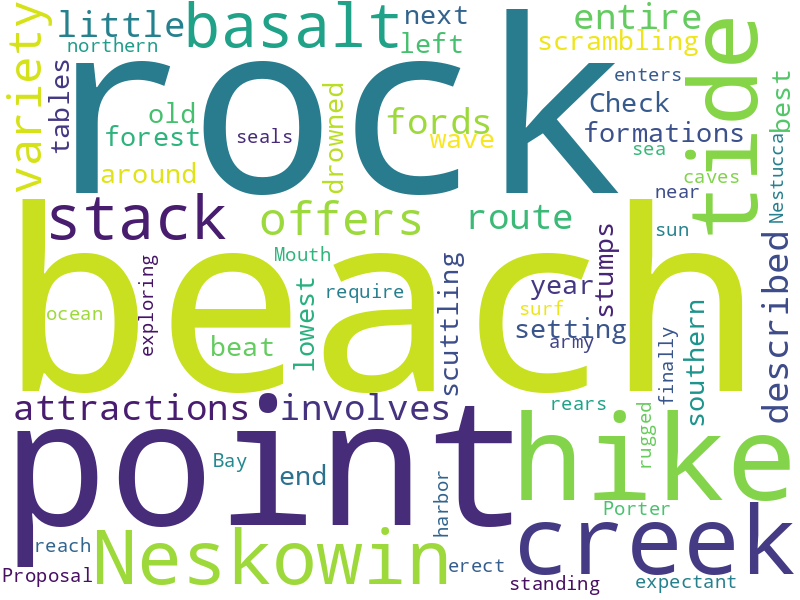 variety
little
northern
basalt
next
left
entire
scrambling
tide
tables
rock
enters
best
old
forest
seals
drowned
fords
wave
Check
formations
sea
caves
around
near
Nestucca
stack
offers
route
sun
described
beach
Mouth
exploring
require
scuttling
year
stumps
ocean
lowest
surf
setting
beat
army
southern
finally
attractions
involves
rears
point
hike
rugged
Bay
end
harbor
Porter
creek
reach
Neskowin
Proposal
erect
standing
expectant